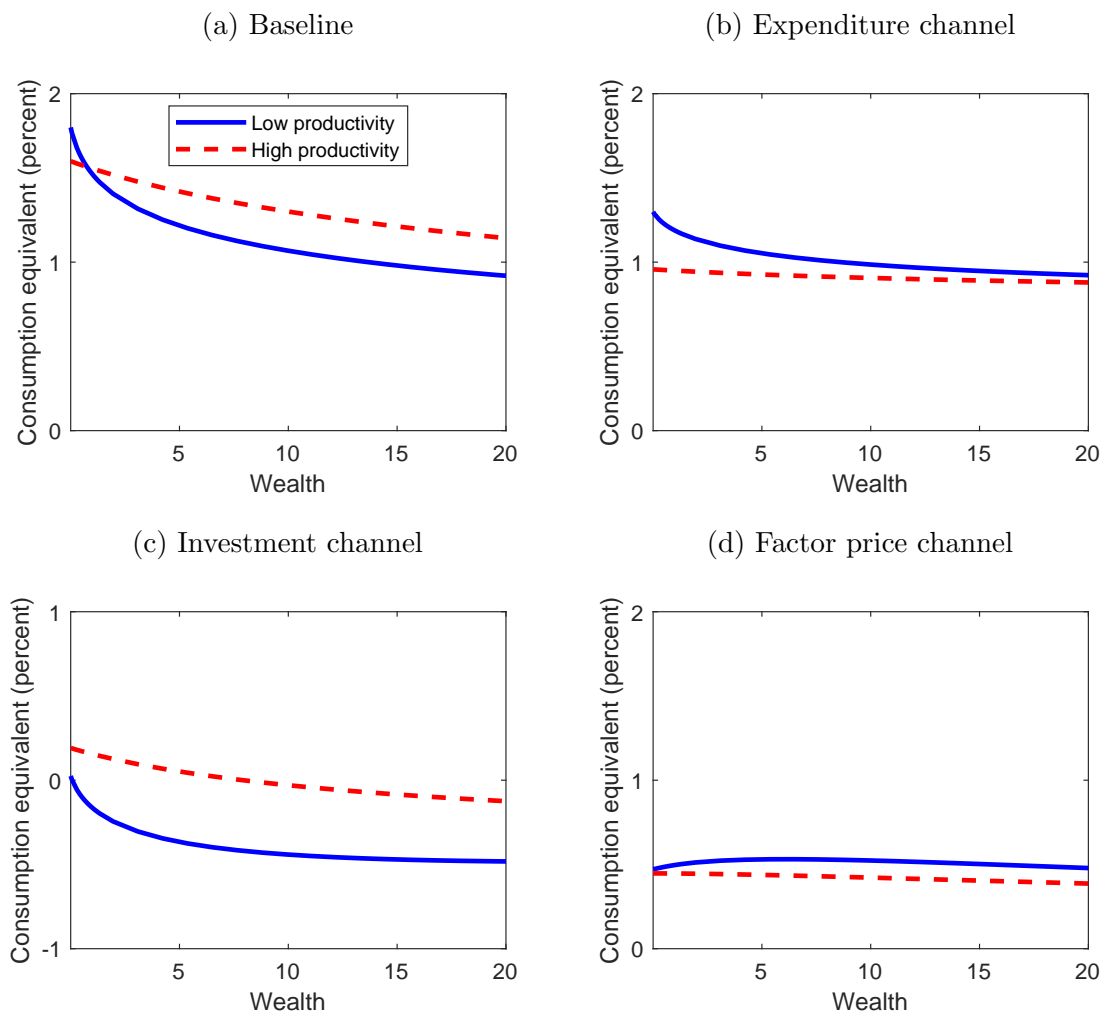 (a) Baseline
Consumption equivalent (percent)
2
1
0
5
10
15
20
Wealth
Low productivity
High productivity
(b) Expenditure channel
Consumption equivalent (percent)
2
1
0
5
10
15
20
Wealth
(c) Investment channel
Consumption equivalent (percent)
1
0
-1
5
10
15
20
Wealth
(d) Factor price channel
Consumption equivalent (percent)
2
1
0
5
10
15
20
Wealth